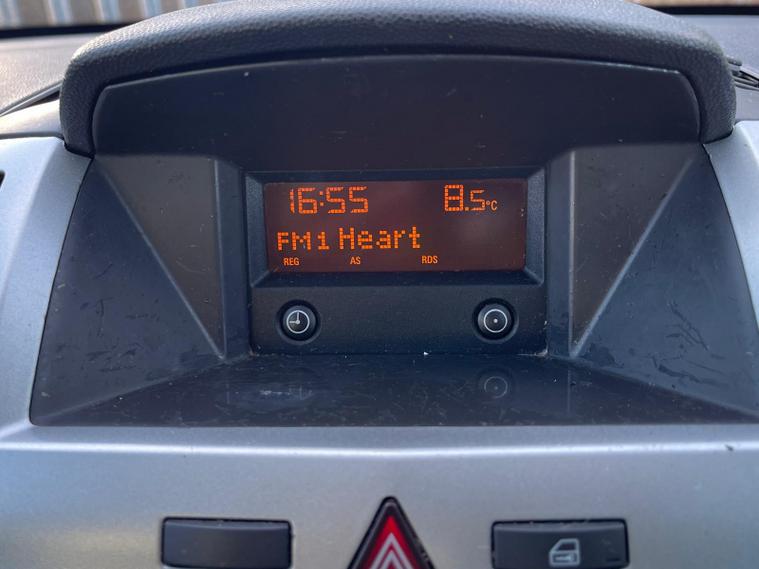 16:55 8.5°C
FM1 Heart
REG AS RDS